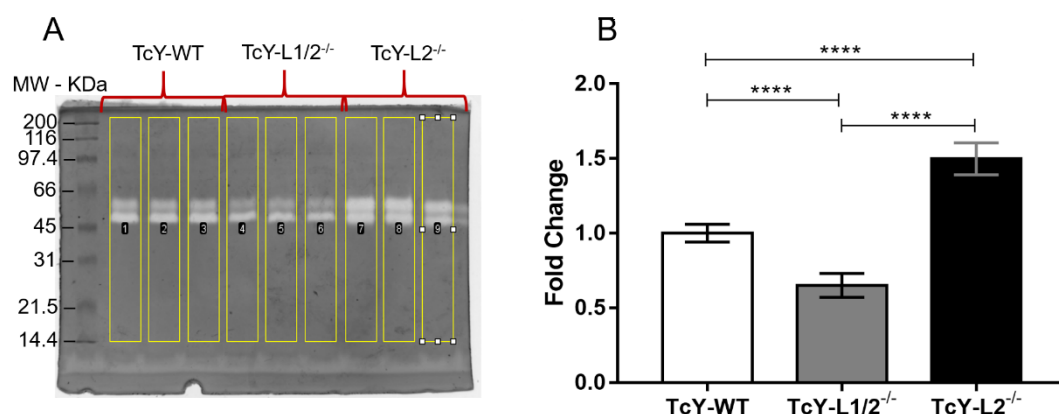 A
TcY-WT TcY-L1/2-/- TcY-L2-/-
MW - KDa
200
116
97.4
66
45
31
21.5
14.4
1 2 3 4 5 6 7 8 9
B
****
**** ****
Fold Change
2.0
1.5
1.0
0.5
0.0
TcY-WT TcY-L1/2-/- TcY-L2-/-